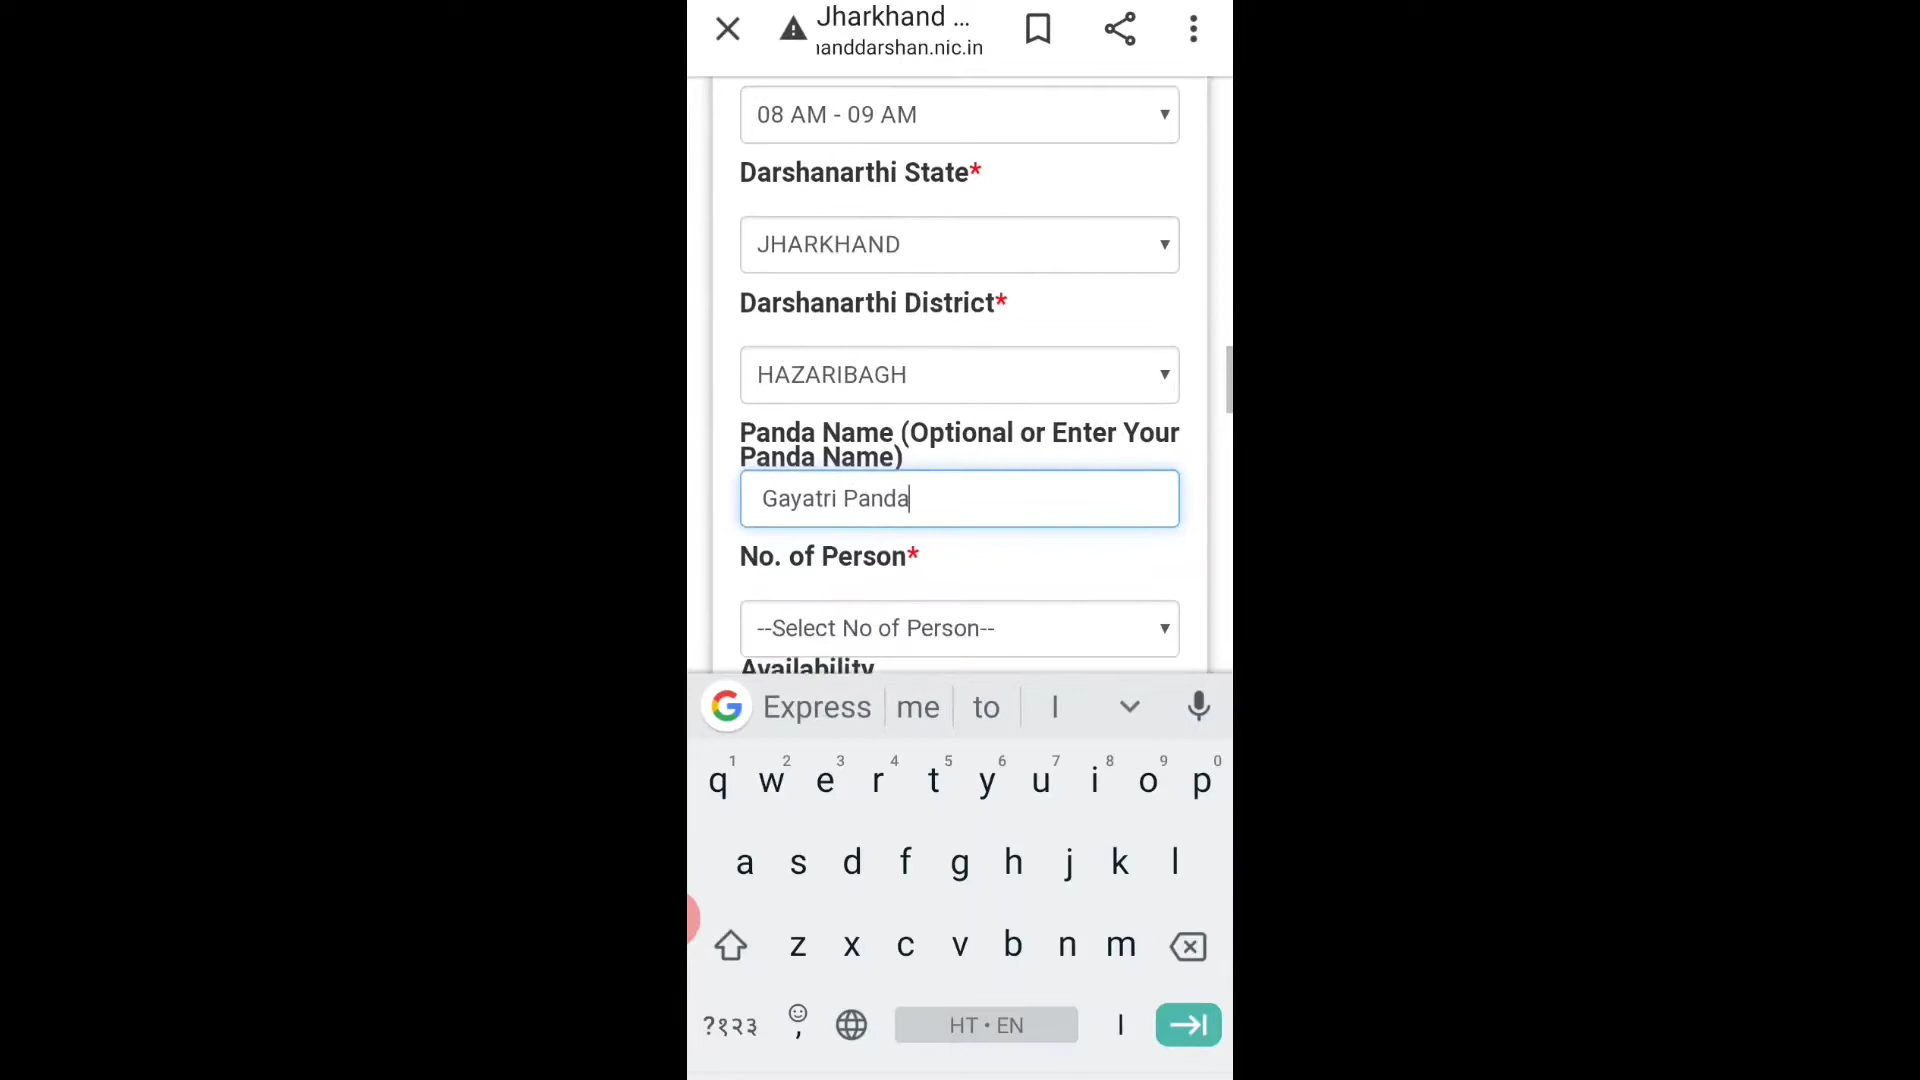 Jharkhand ...
ıanddarshan.nic.in
08 AM - 09 AM
Darshanarthi State*
JHARKHAND
Darshanarthi District*
HAZARIBAGH
Panda Name (Optional or Enter Your
Panda Name)
Gayatri Panda
No. of Person*
--Select No of Person--
Availability
Express me to I
1 2 3 4 5 6 7 8 9 0
q w e r t y u i o p
a s d f g h j k l
z x c v b n m
?१२३ , HT • EN ।